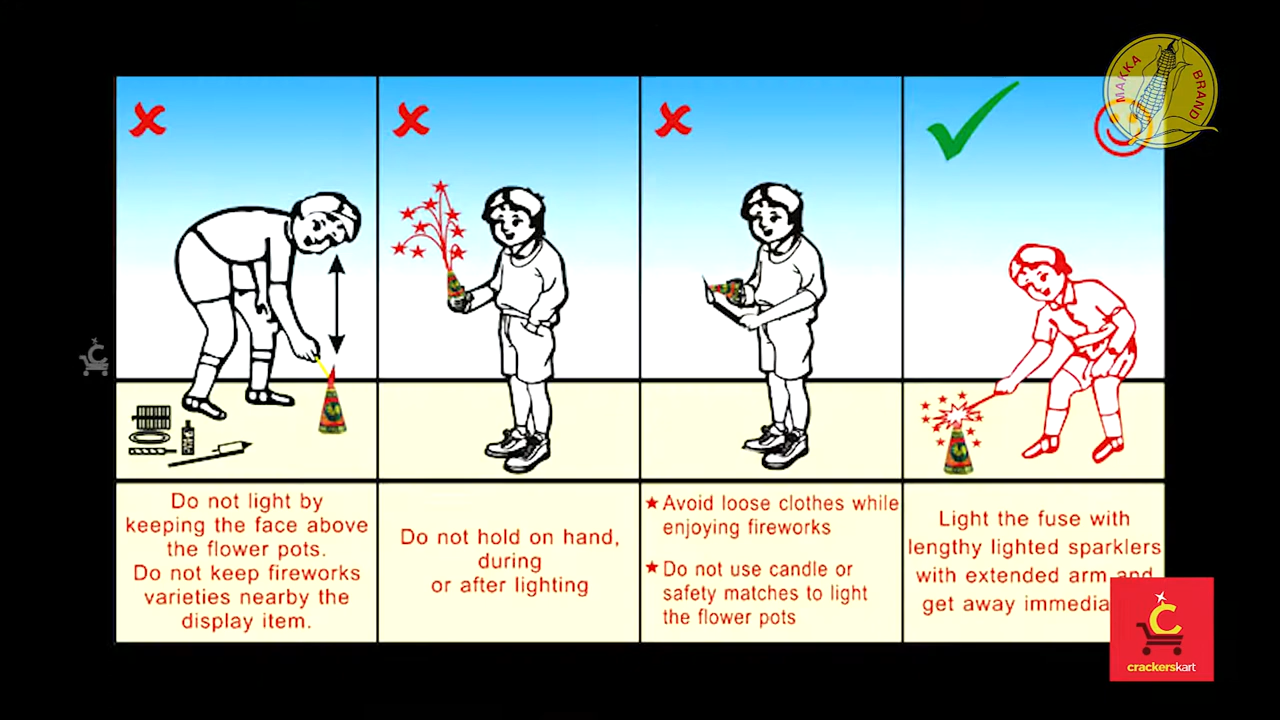 MAKKA BRAND
Do not light by
keeping the face above
the flower pots.
Do not keep fireworks
varieties nearby the
display item.
Do not hold on hand,
during
or after lighting
★ Avoid loose clothes while
enjoying fireworks
★ Do not use candle or
safety matches to light
the flower pots
Light the fuse with
lengthy lighted sparklers
with extended arm and
get away
C
crackerskart